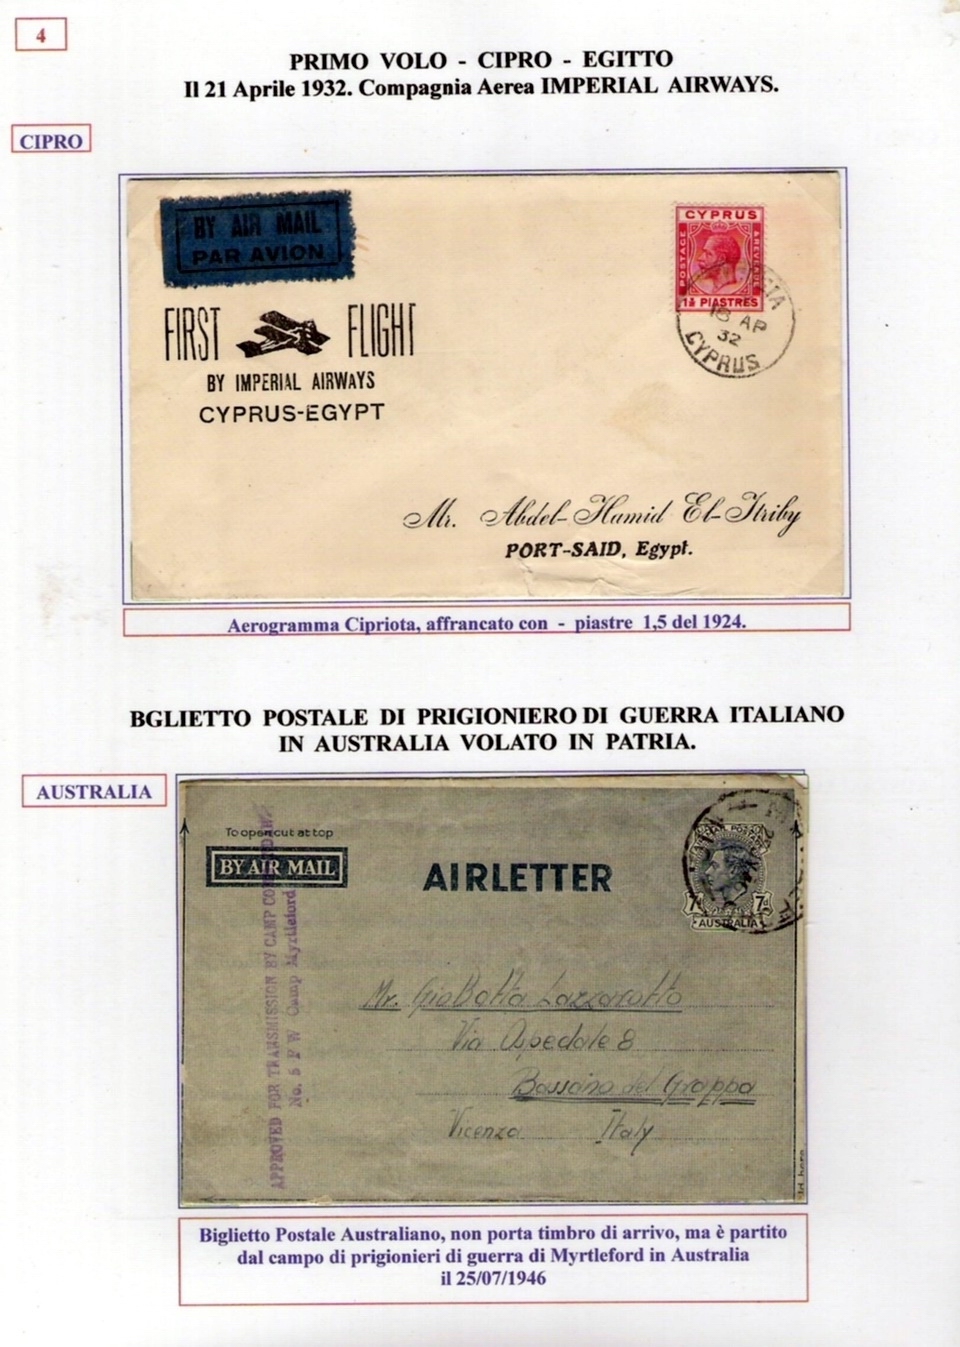 4
PRIMO VOLO - CIPRO - EGITTO
Il 21 Aprile 1932. Compagnia Aerea IMPERIAL AIRWAYS.
CIPRO
BY AIR MAIL
PAR AVION
CYPRUS
POSTAGE
& REVENUE
1½ PIASTRES
18 AP
32
CYPRUS
FIRST FLIGHT
BY IMPERIAL AIRWAYS
CYPRUS-EGYPT
Mr. Abdel-Hamid El-Itriby
PORT-SAID, Egypt.
Aerogramma Cipriota, affrancato con - piastre 1,5 del 1924.
BGLIETTO POSTALE DI PRIGIONIERO DI GUERRA ITALIANO
IN AUSTRALIA VOLATO IN PATRIA.
AUSTRALIA
To open cut at top
BY AIR MAIL
AIRLETTER
7d 7d
AUSTRALIA
APPROVED FOR TRANSMISSION BY CAMP
No. 5 P W Camp Myrtleford
Mr. GioBatta Lazzarotto
Via Ospedale 8
Bassano del Grappa
Vicenza Italy
Biglietto Postale Australiano, non porta timbro di arrivo, ma è partito
dal campo di prigionieri di guerra di Myrtleford in Australia
il 25/07/1946